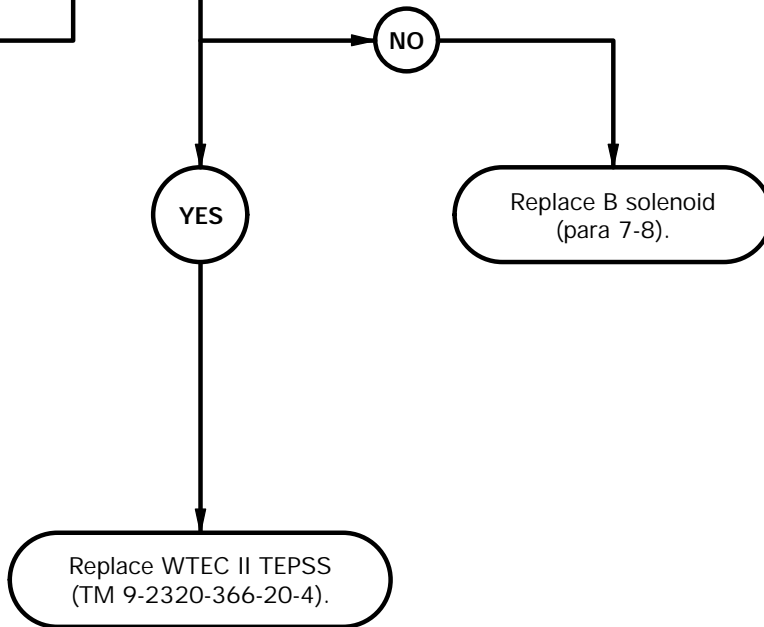 NO
YES
Replace B solenoid
(para 7-8).
Replace WTEC II TEPSS
(TM 9-2320-366-20-4).